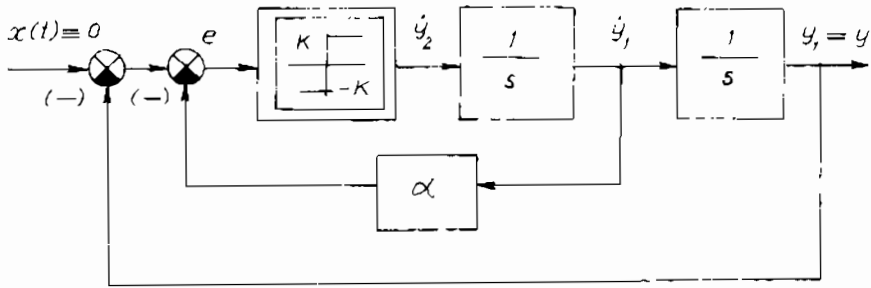 x(t)≡0
e
K
-K
ẏ₂
1
s
ẏ₁
1
s
y₁ = y
(−)
(−)
α